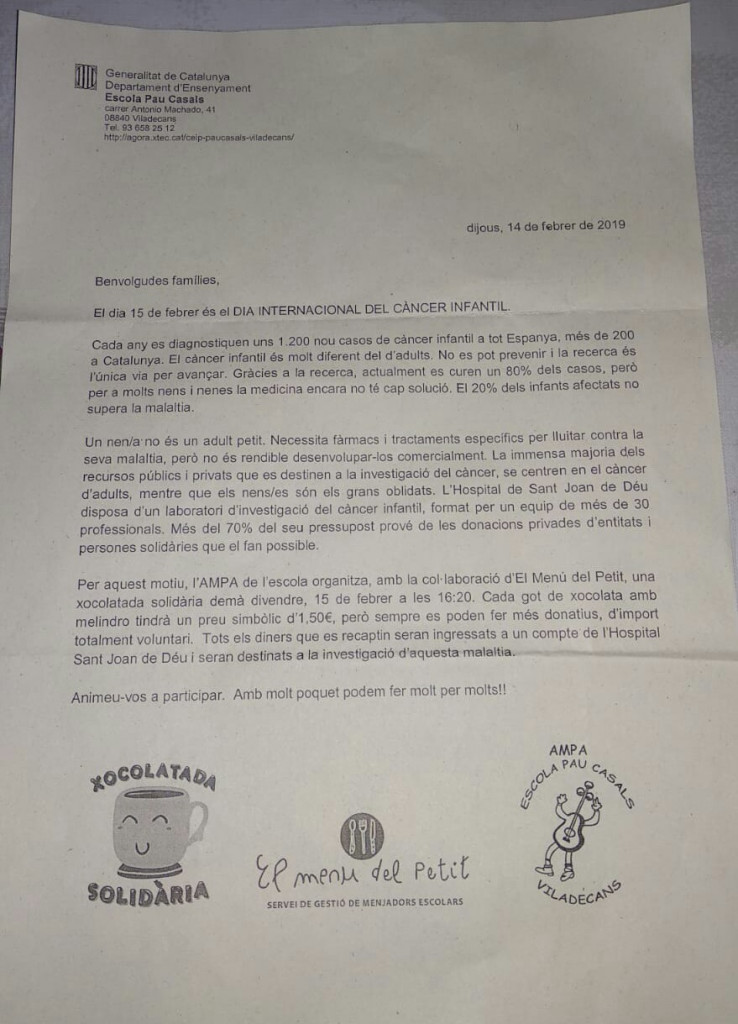 Generalitat de Catalunya
Departament d'Ensenyament
Escola Pau Casals
carrer Antonio Machado, 41
08840 Viladecans
Tel. 93 658 25 12
http://agora.xtec.cat/ceip-paucasals-viladecans/
dijous, 14 de febrer de 2019
Benvolgudes famílies,
El dia 15 de febrer és el DIA INTERNACIONAL DEL CÀNCER INFANTIL.
Cada any es diagnostiquen uns 1.200 nou casos de càncer infantil a tot Espanya, més de 200
a Catalunya. El càncer infantil és molt diferent del d'adults. No es pot prevenir i la recerca és
l'única via per avançar. Gràcies a la recerca, actualment es curen un 80% dels casos, però
per a molts nens i nenes la medicina encara no té cap solució. El 20% dels infants afectats no
supera la malaltia.
Un nen/a no és un adult petit. Necessita fàrmacs i tractaments específics per lluitar contra la
seva malaltia, però no és rendible desenvolupar-los comercialment. La immensa majoria dels
recursos públics i privats que es destinen a la investigació del càncer, se centren en el càncer
d'adults, mentre que els nens/es són els grans oblidats. L'Hospital de Sant Joan de Déu
disposa d'un laboratori d'investigació del càncer infantil, format per un equip de més de 30
professionals. Més del 70% del seu pressupost prové de les donacions privades d'entitats i
persones solidàries que el fan possible.
Per aquest motiu, l'AMPA de l'escola organitza, amb la col·laboració d'El Menú del Petit, una
xocolatada solidària demà divendre, 15 de febrer a les 16:20. Cada got de xocolata amb
melindro tindrà un preu simbòlic d'1,50€, però sempre es poden fer més donatius, d'import
totalment voluntari. Tots els diners que es recaptin seran ingressats a un compte de l'Hospital
Sant Joan de Déu i seran destinats a la investigació d'aquesta malaltia.
Animeu-vos a participar. Amb molt poquet podem fer molt per molts!!
XOCOLATADA
SOLIDÀRIA
El menú del Petit
SERVEI DE GESTIÓ DE MENJADORS ESCOLARS
AMPA
ESCOLA PAU CASALS
VILADECANS